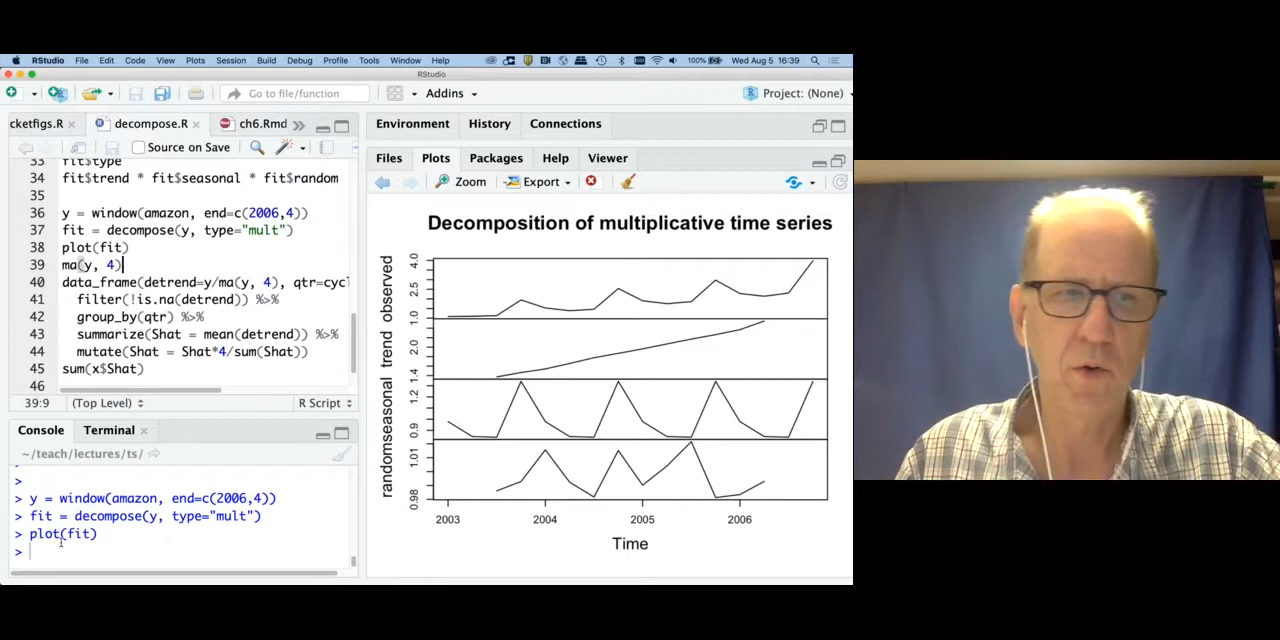 RStudio File Edit Code View Plots Session Build Debug Profile Tools Window Help 100% Wed Aug 5 16:39
RStudio
Go to file/function Addins Project: (None)
cketfigs.R decompose.R ch6.Rmd
Source on Save
33 fit$type
34 fit$trend * fit$seasonal * fit$random
35
36 y = window(amazon, end=c(2006,4))
37 fit = decompose(y, type="mult")
38 plot(fit)
39 ma(y, 4)
40 data_frame(detrend=y/ma(y, 4), qtr=cycl
41 filter(!is.na(detrend)) %>%
42 group_by(qtr) %>%
43 summarize(Shat = mean(detrend)) %>%
44 mutate(Shat = Shat*4/sum(Shat))
45 sum(x$Shat)
46
39:9 (Top Level) R Script
Console Terminal
~/teach/lectures/ts/
>
> y = window(amazon, end=c(2006,4))
> fit = decompose(y, type="mult")
> plot(fit)
>
Environment History Connections
Files Plots Packages Help Viewer
Zoom Export
Decomposition of multiplicative time series
observed
1.0 2.5 4.0
trend
1.4 2.0
seasonal
0.9 1.2
random
0.98 1.01
2003 2004 2005 2006
Time